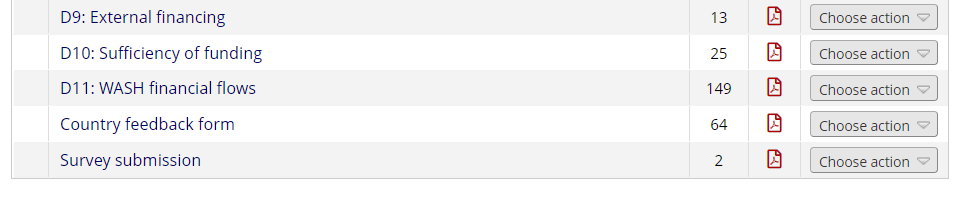 D9: External financing 13 Choose action
D10: Sufficiency of funding 25 Choose action
D11: WASH financial flows 149 Choose action
Country feedback form 64 Choose action
Survey submission 2 Choose action